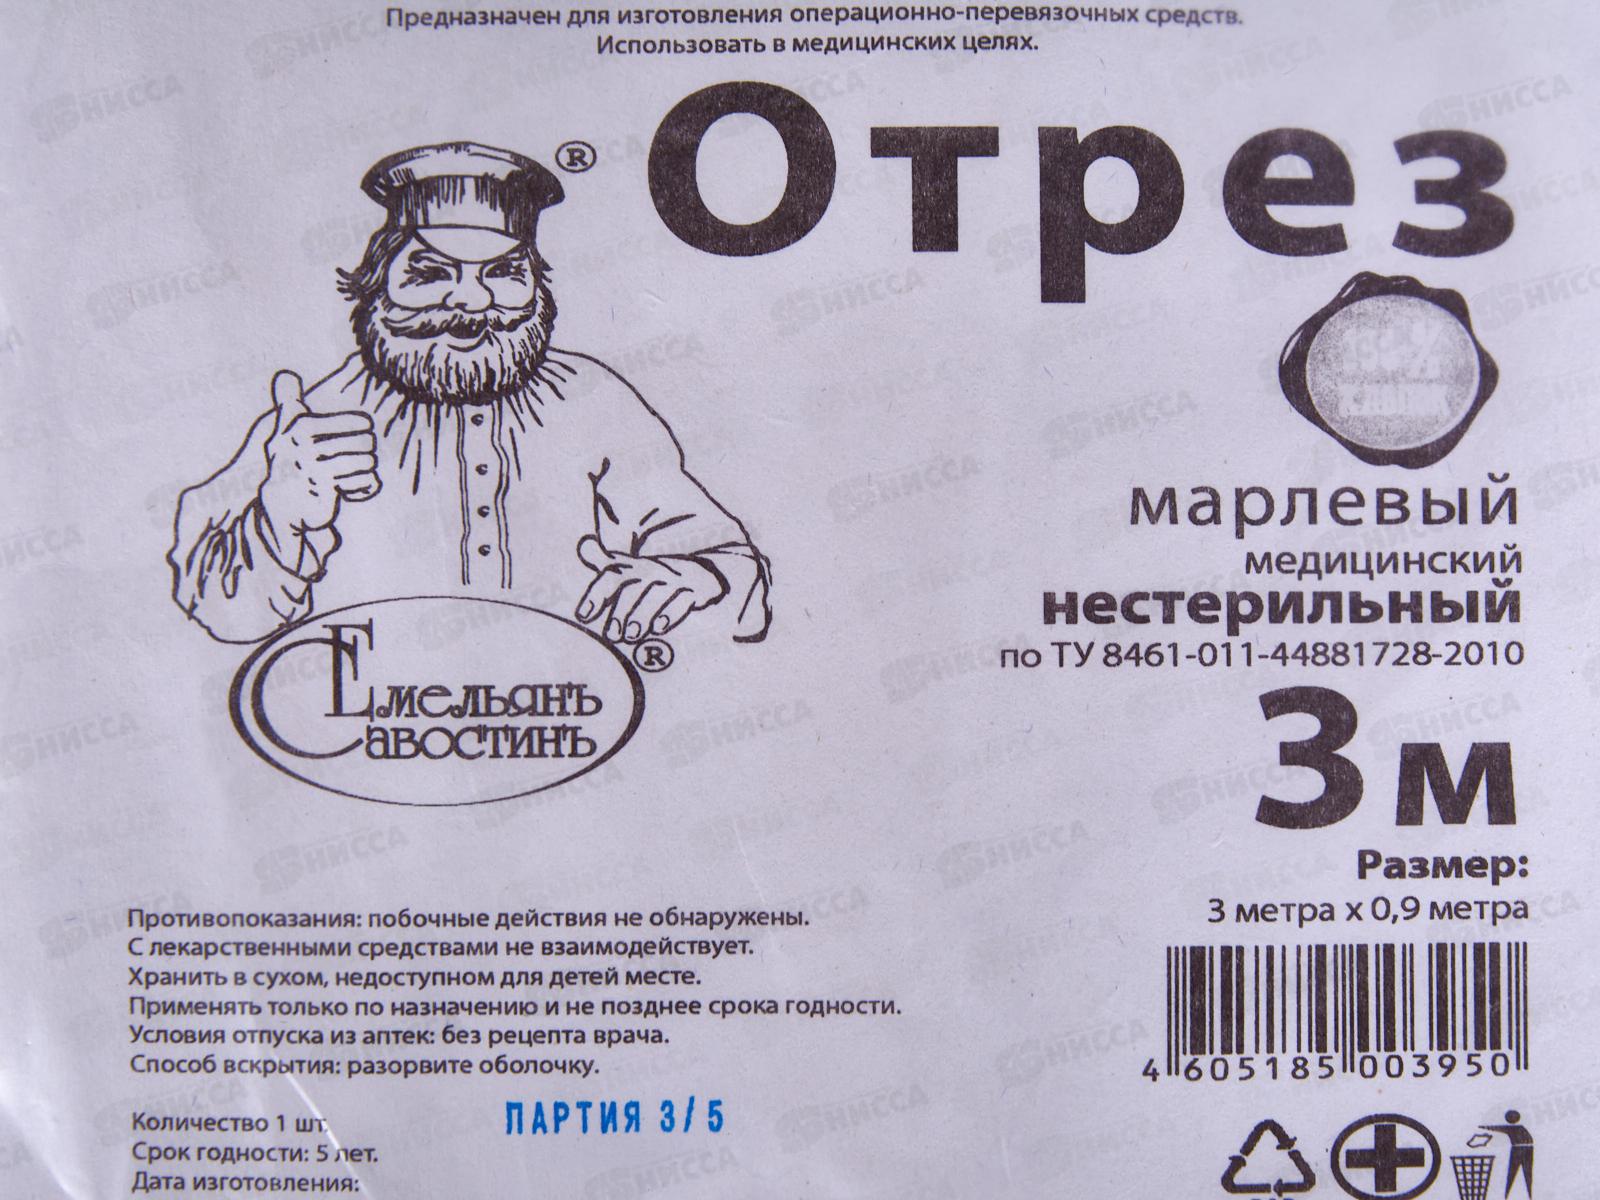 Предназначен для изготовления операционно-перевязочных средств.
Использовать в медицинских целях.
Отрез
®
марлевый
медицинский
нестерильный
по ТУ 8461-011-44881728-2010
®
Емельянъ
Савостинъ
3м
Размер:
3 метра х 0,9 метра
Противопоказания: побочные действия не обнаружены.
С лекарственными средствами не взаимодействует.
Хранить в сухом, недоступном для детей месте.
Применять только по назначению и не позднее срока годности.
Условия отпуска из аптек: без рецепта врача.
Способ вскрытия: разорвите оболочку.
4 605185 003950
Количество 1 шт.
ПАРТИЯ 3/5
Срок годности: 5 лет.
Дата изготовления:
НИССА